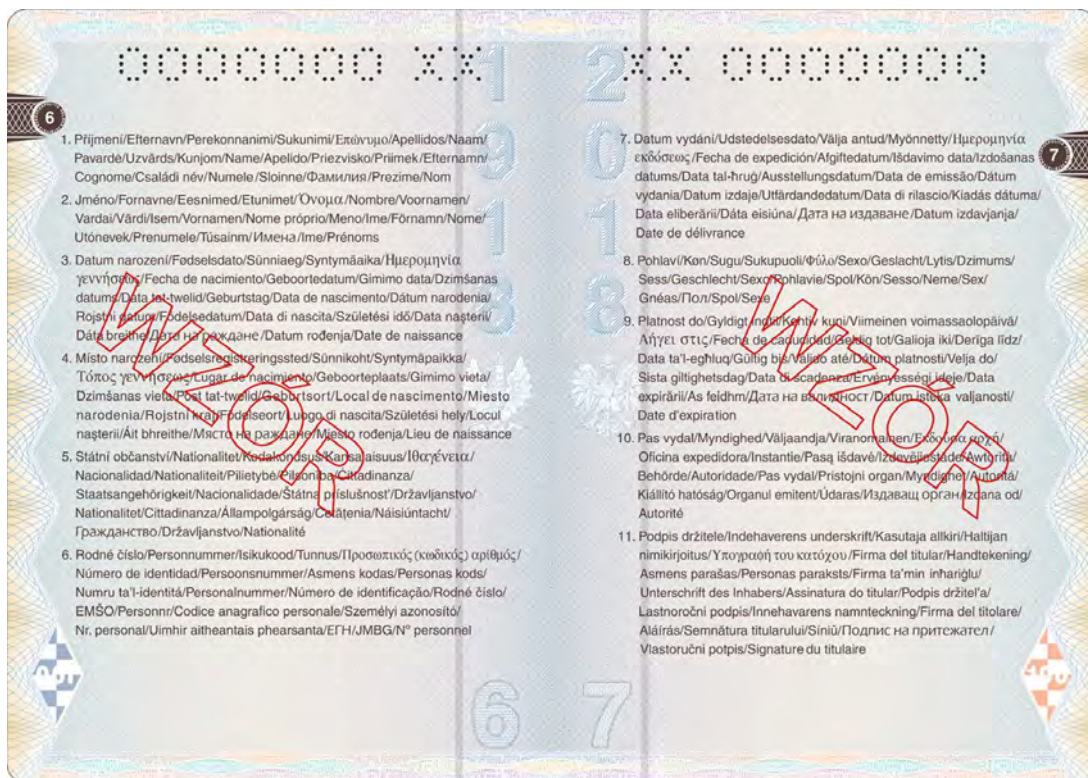 0000000 XX
XX 0000000
6
1. Příjmení/Efternavn/Perekonnanimi/Sukunimi/Επώνυμο/Apellidos/Naam/
Pavardė/Uzvārds/Kunjom/Name/Apelido/Priezvisko/Priimek/Efternamn/
Cognome/Családi név/Numele/Sloinne/Фамилия/Prezime/Nom
2. Jméno/Fornavne/Eesnimed/Etunimet/Όνομα/Nombre/Voornamen/
Vardai/Vārdi/Isem/Vornamen/Nome próprio/Meno/Ime/Förnamn/Nome/
Utónevek/Prenumele/Túsainm/Имена/Ime/Prénoms
3. Datum narození/Fødselsdato/Sünniaeg/Syntymäaika/Ημερομηνία
γεννήσεως/Fecha de nacimiento/Geboortedatum/Gimimo data/Dzimšanas
datums/Data tat-twelid/Geburtstag/Data de nascimento/Dátum narodenia/
Rojstni datum/Födelsedatum/Data di nascita/Születési idő/Data naşterii/
Dáta breithe/Дата на раждане/Datum rođenja/Date de naissance
4. Místo narození/Fødselsregisteringssted/Sünnikoht/Syntymäpaikka/
Τόπος γεννήσεως/Lugar de nacimiento/Geboorteplaats/Gimimo vieta/
Dzimšanas vieta/Post tat-twelid/Geburtsort/Local de nascimento/Miesto
narodenia/Rojstni kraj/Födelseort/Luogo di nascita/Születési hely/Locul
naşterii/Áit bhreithe/Място на раждане/Mjesto rođenja/Lieu de naissance
5. Státní občanství/Nationalitet/Kodakondsus/Kansalaisuus/Ιθαγένεια/
Nacionalidad/Nationaliteit/Pilietybė/Pilsonība/Cittadinanza/
Staatsangehörigkeit/Nacionalidade/Štátna príslušnosť/Državljanstvo/
Nationalitet/Cittadinanza/Állampolgárság/Cetăţenia/Náisiúntacht/
Гражданство/Državljanstvo/Nationalité
6. Rodné číslo/Personnummer/Isikukood/Tunnus/Προσωπικός (κωδικός) αριθμός/
Número de identidad/Persoonsnummer/Asmens kodas/Personas kods/
Numru ta'l-identitá/Personalnummer/Número de identificação/Rodné číslo/
EMŠO/Personnr/Codice anagrafico personale/Személyi azonosító/
Nr. personal/Uimhir aitheantais phearsanta/ЕГН/JMBG/Nº personnel
7. Datum vydání/Udstedelsesdato/Välja antud/Myönnetty/Ημερομηνία
εκδόσεως/Fecha de expedición/Afgiftedatum/Išdavimo data/Izdošanas
datums/Data tal-ħruġ/Ausstellungsdatum/Data de emissão/Dátum
vydania/Datum izdaje/Utfärdandedatum/Data di rilascio/Kiadás dátuma/
Data eliberării/Dáta eisiúna/Дата на издаване/Datum izdavjanja/
Date de délivrance
7
8. Pohlaví/Køn/Sugu/Sukupuoli/Φύλο/Sexo/Geslacht/Lytis/Dzimums/
Sess/Geschlecht/Sexo/Pohlavie/Spol/Kön/Sesso/Neme/Sex/
Gnéas/Пол/Spol/Sexe
9. Platnost do/Gyldigt indtil/Kehtiv kuni/Viimeinen voimassaolopäivä/
Λήγει στις/Fecha de caducidad/Geldig tot/Galioja iki/Derīga līdz/
Data ta'l-egħluq/Gültig bis/Válido até/Dátum platnosti/Velja do/
Sista giltighetsdag/Data di scadenza/Érvényességi ideje/Data
expirării/As feidhm/Дата на валидност/Datum isteka valjanosti/
Date d'expiration
10. Pas vydal/Myndighed/Väljaandja/Viranomainen/Εκδούσα αρχή/
Oficina expedidora/Instantie/Pasą išdavė/Izdevējiestāde/Awtorità/
Behörde/Autoridade/Pas vydal/Pristojni organ/Myndighet/Autorità/
Kiállító hatóság/Organul emitent/Údaras/Издаващ орган/Izdana od/
Autorité
11. Podpis držitele/Indehaverens underskrift/Kasutaja allkiri/Haltijan
nimikirjoitus/Υπογραφή του κατόχου/Firma del titular/Handtekening/
Asmens parašas/Personas paraksts/Firma ta'min inħariġlu/
Unterschrift des Inhabers/Assinatura do titular/Podpis držiteľa/
Lastnoročni podpis/Innehavarens namnteckning/Firma del titolare/
Aláírás/Semnătura titularului/Síniú/Подпис на притежател/
Vlastoručni potpis/Signature du titulaire
WZÓR
WZÓR
1918
2018
6
7